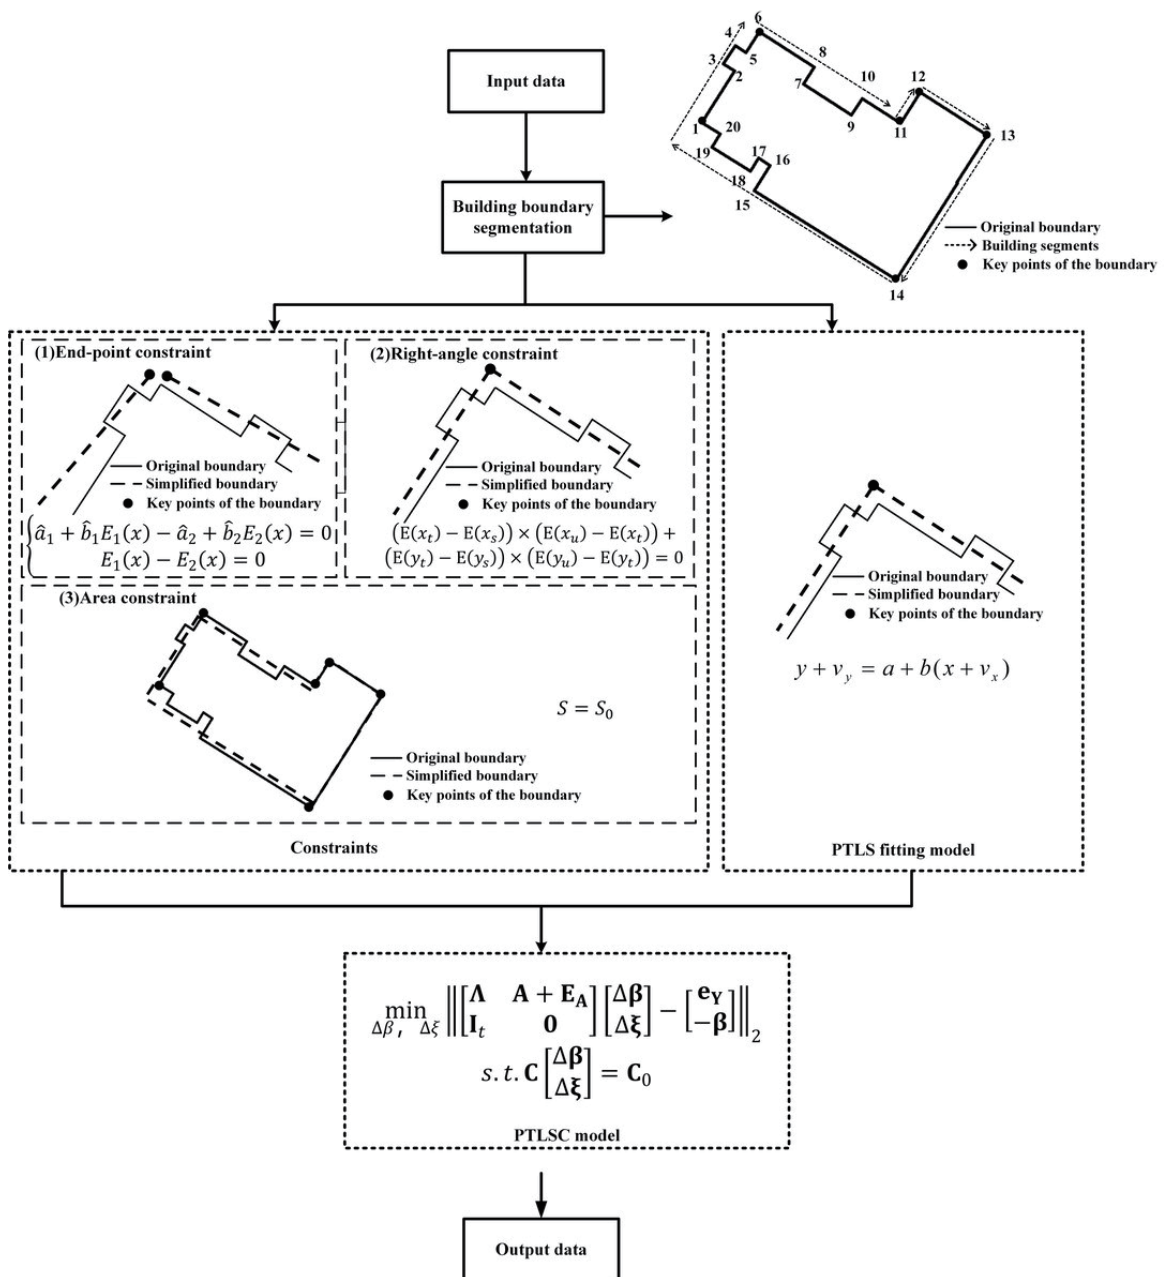 Input data
Building boundary
segmentation
6
4
8
3
5
10
12
2
7
1
20
9
11
13
19
17
16
18
15
14
Original boundary
Building segments
Key points of the boundary
(1)End-point constraint
Original boundary
Simplified boundary
Key points of the boundary
â₁ + b̂₁E₁(x) − â₂ + b̂₂E₂(x) = 0
E₁(x) − E₂(x) = 0
(2)Right-angle constraint
Original boundary
Simplified boundary
Key points of the boundary
(E(xₜ) − E(xₛ)) × (E(xᵤ) − E(xₜ)) +
(E(yₜ) − E(yₛ)) × (E(yᵤ) − E(yₜ)) = 0
(3)Area constraint
S = S₀
Original boundary
Simplified boundary
Key points of the boundary
Constraints
Original boundary
Simplified boundary
Key points of the boundary
y + v_y = a + b(x + v_x)
PTLS fitting model
min ‖[Λ A + E_A; I_t 0][Δβ; Δξ] − [e_Y; −β]‖₂
Δβ, Δξ
s.t. C[Δβ; Δξ] = C₀
PTLSC model
Output data